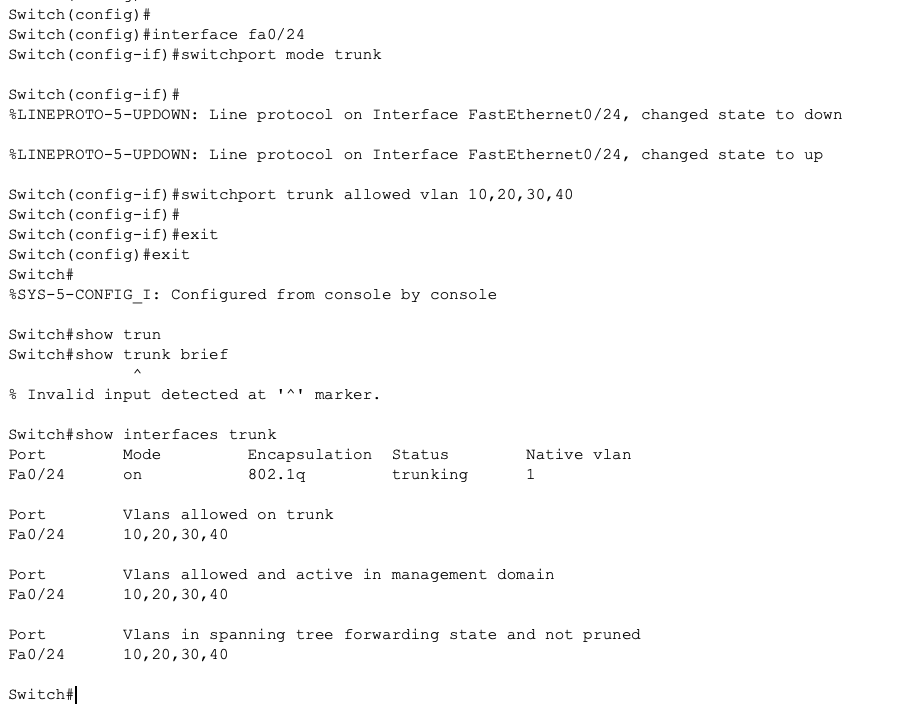 Switch(config)#
Switch(config)#interface fa0/24
Switch(config-if)#switchport mode trunk
Switch(config-if)#
%LINEPROTO-5-UPDOWN: Line protocol on Interface FastEthernet0/24, changed state to down
%LINEPROTO-5-UPDOWN: Line protocol on Interface FastEthernet0/24, changed state to up
Switch(config-if)#switchport trunk allowed vlan 10,20,30,40
Switch(config-if)#
Switch(config-if)#exit
Switch(config)#exit
Switch#
%SYS-5-CONFIG_I: Configured from console by console
Switch#show trun
Switch#show trunk brief
^
% Invalid input detected at '^' marker.
Switch#show interfaces trunk
Port        Mode         Encapsulation  Status        Native vlan
Fa0/24      on           802.1q         trunking      1
Port        Vlans allowed on trunk
Fa0/24      10,20,30,40
Port        Vlans allowed and active in management domain
Fa0/24      10,20,30,40
Port        Vlans in spanning tree forwarding state and not pruned
Fa0/24      10,20,30,40
Switch#